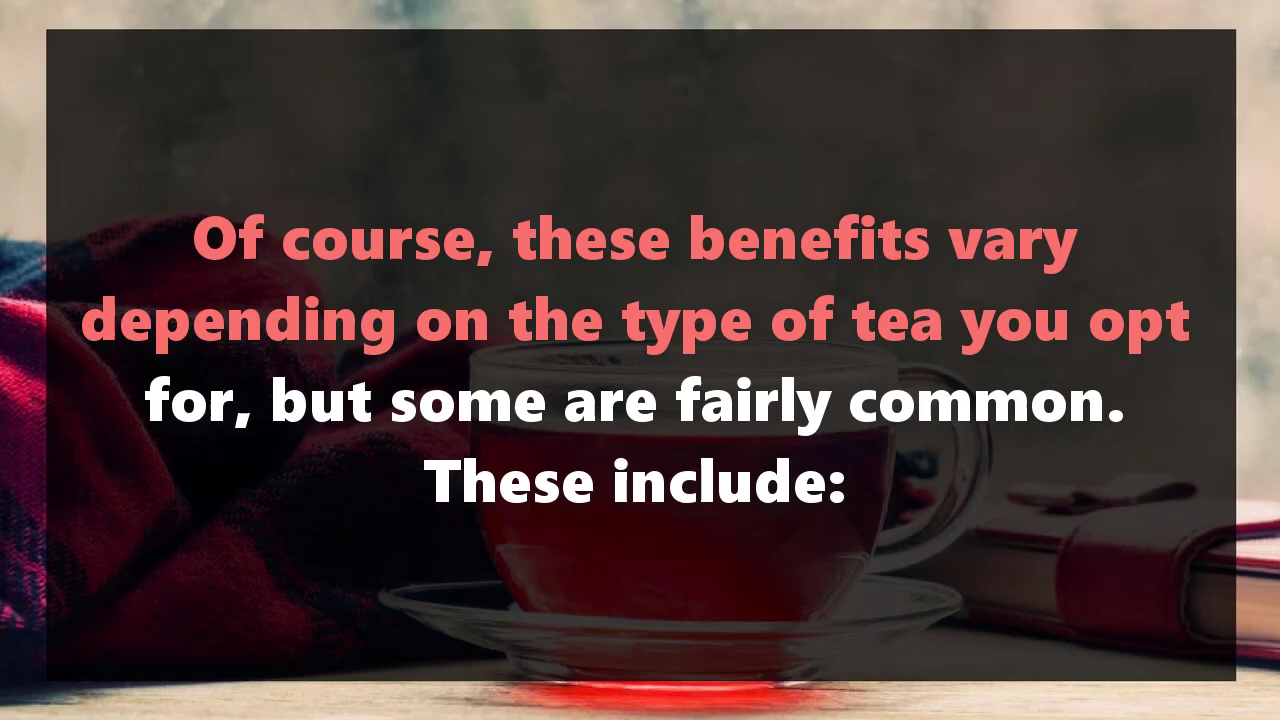 Of course, these benefits vary
depending on the type of tea you opt
for, but some are fairly common.
These include: